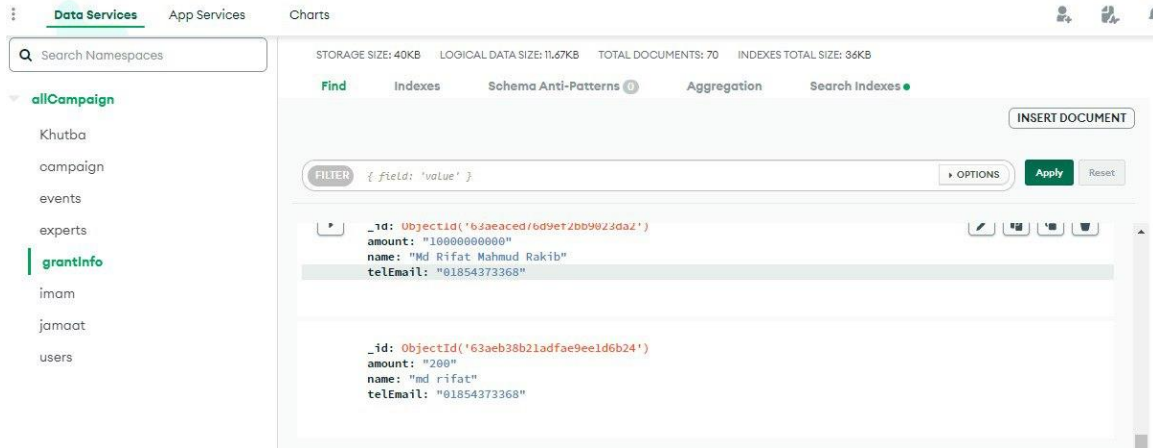 Data Services App Services Charts
Search Namespaces
allCampaign
Khutba
campaign
events
experts
grantInfo
imam
jamaat
users
STORAGE SIZE: 40KB LOGICAL DATA SIZE: 11.67KB TOTAL DOCUMENTS: 70 INDEXES TOTAL SIZE: 36KB
Find Indexes Schema Anti-Patterns 0 Aggregation Search Indexes
INSERT DOCUMENT
FILTER { field: 'value' } OPTIONS Apply Reset
_id: ObjectId('63aeaced76d9ef2bb9023da2')
amount: "10000000000"
name: "Md Rifat Mahmud Rakib"
telEmail: "01854373368"
_id: ObjectId('63aeb38b21adfae9ee1d6b24')
amount: "200"
name: "md rifat"
telEmail: "01854373368"